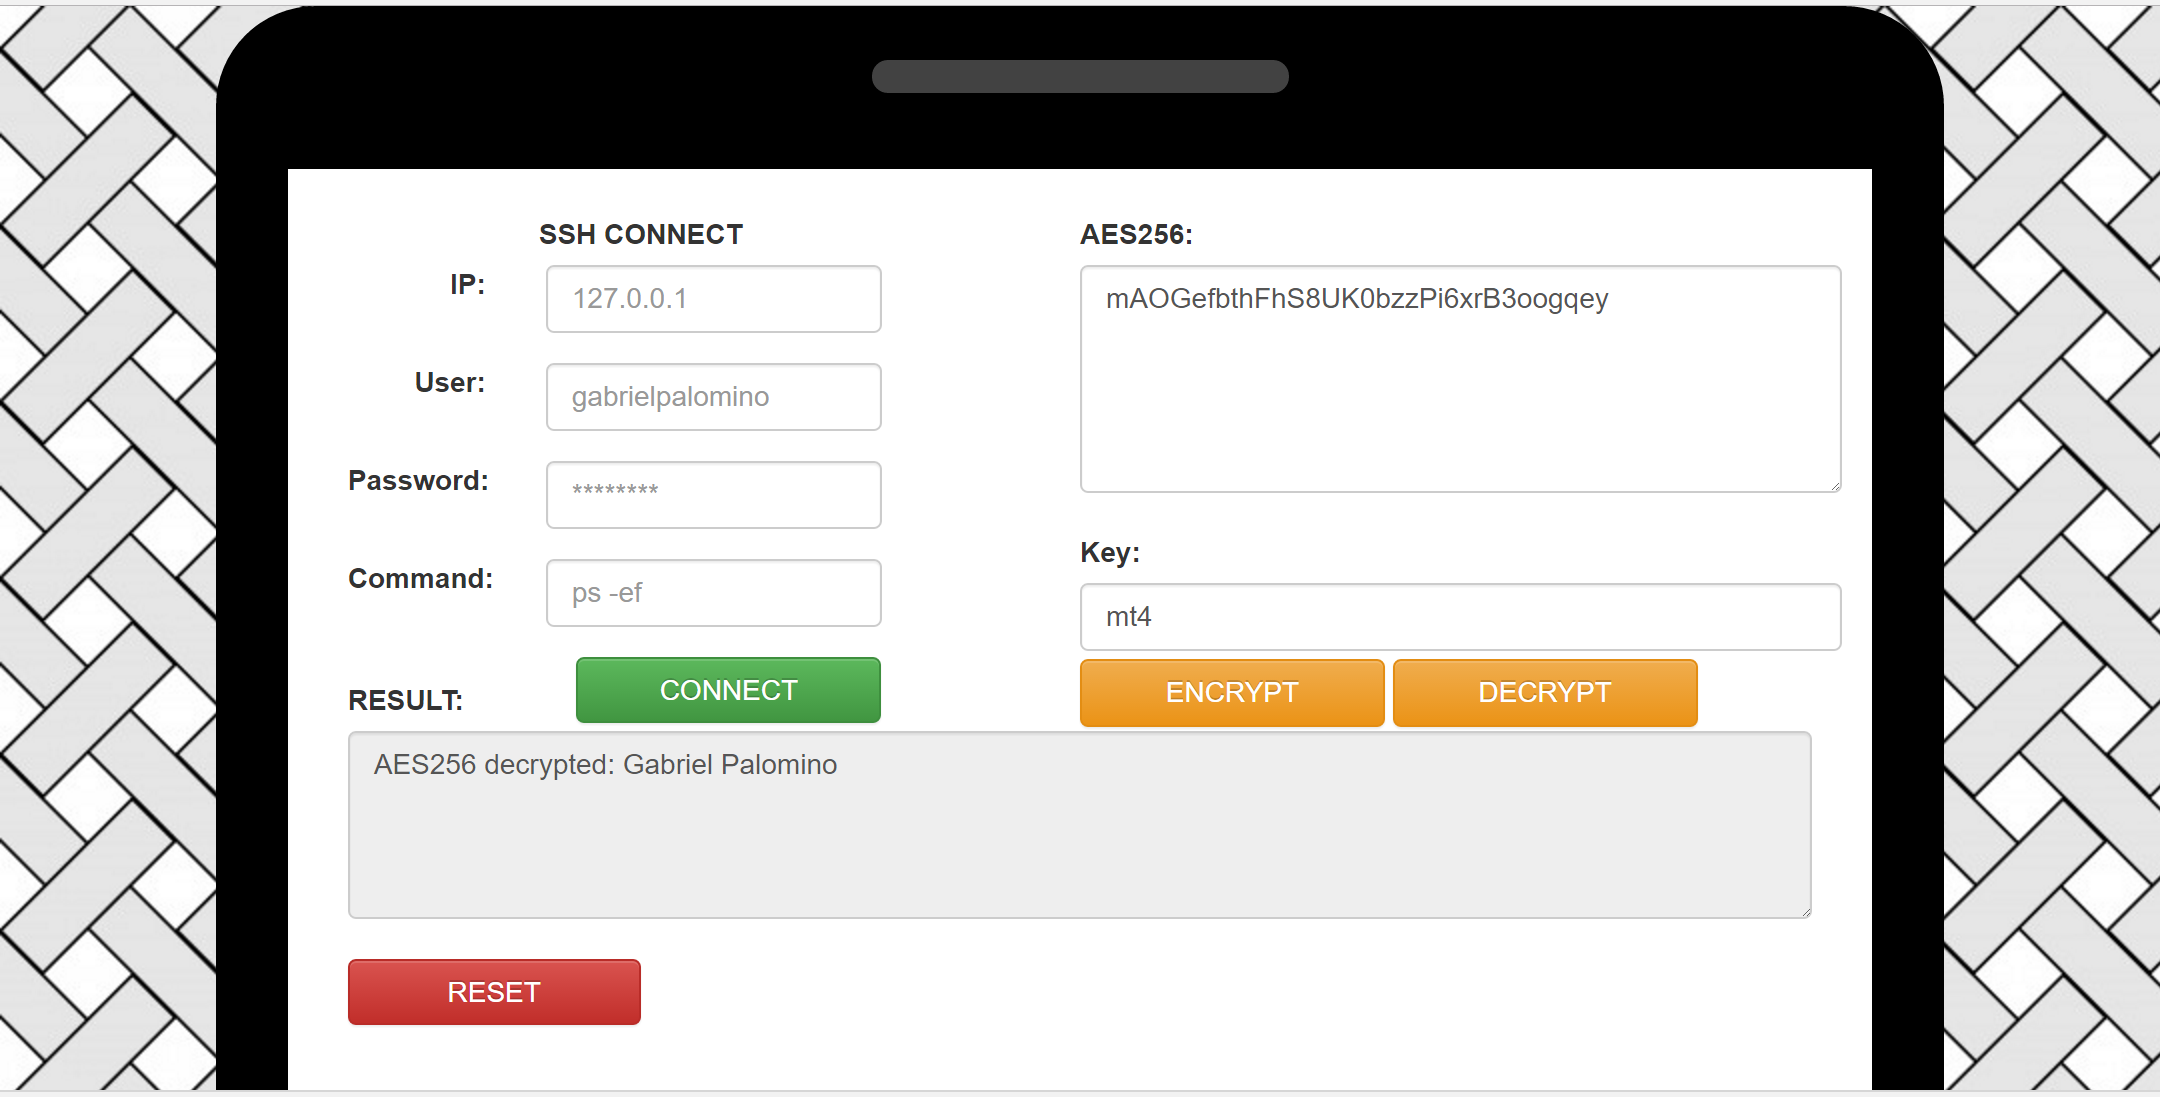 SSH CONNECT
IP:
127.0.0.1
User:
gabrielpalomino
Password:
********
Command:
ps -ef
CONNECT
AES256:
mAOGefbthFhS8UK0bzzPi6xrB3oogqey
Key:
mt4
ENCRYPT
DECRYPT
RESULT:
AES256 decrypted: Gabriel Palomino
RESET